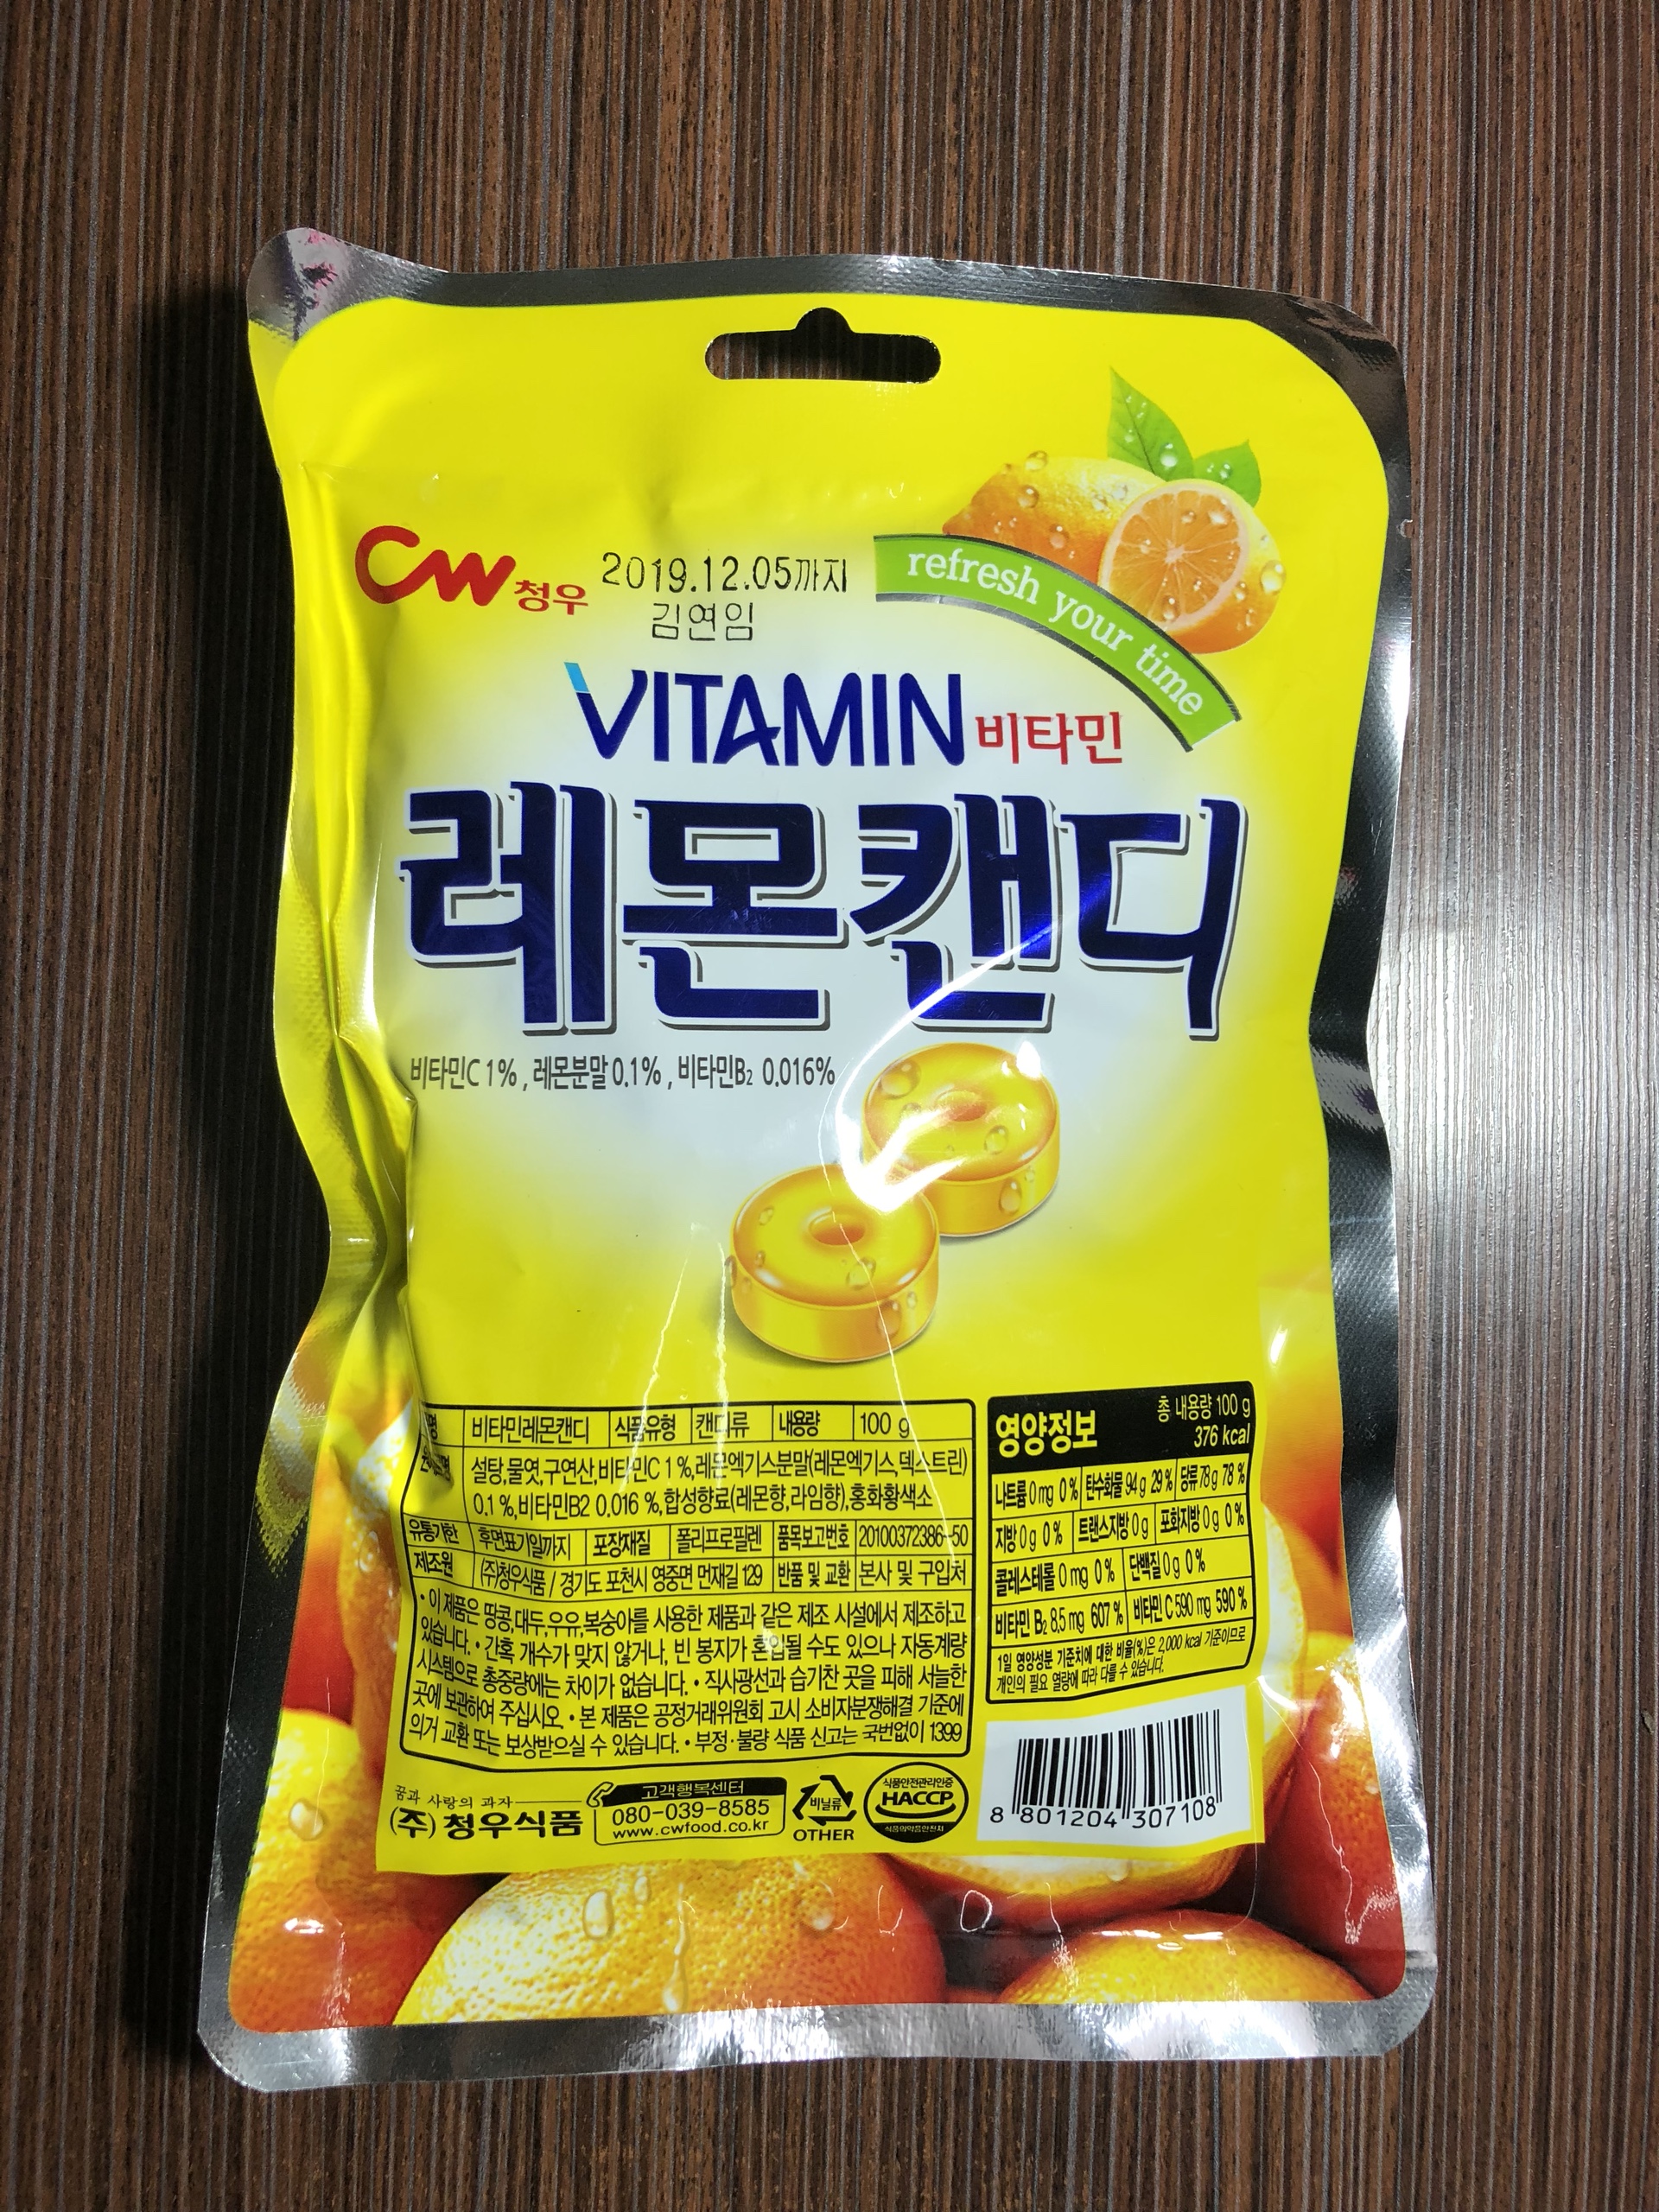 CW 청우
2019.12.05까지
김연임
refresh your time
VITAMIN 비타민
레몬캔디
비타민C 1%, 레몬분말 0.1%, 비타민B₂ 0.016%
명 비타민레몬캔디 식품유형 캔디류 내용량 100 g
설탕,물엿,구연산,비타민C 1 %,레몬엑기스분말(레몬엑기스,덱스트린)
0.1 %,비타민B2 0.016 %,합성향료(레몬향,라임향),홍화황색소
유통기한 후면표기일까지 포장재질 폴리프로필렌 품목보고번호 20100372386-50
제조원 (주)청우식품 / 경기도 포천시 영중면 먼재길 129 반품 및 교환 본사 및 구입처
• 이 제품은 땅콩,대두,우유,복숭아를 사용한 제품과 같은 제조 시설에서 제조하고
있습니다. • 간혹 개수가 맞지 않거나, 빈 봉지가 혼입될 수도 있으나 자동계량
시스템으로 총중량에는 차이가 없습니다. • 직사광선과 습기찬 곳을 피해 서늘한
곳에 보관하여 주십시오. • 본 제품은 공정거래위원회 고시 소비자분쟁해결 기준에
의거 교환 또는 보상받으실 수 있습니다. • 부정·불량 식품 신고는 국번없이 1399
영양정보 총 내용량 100 g
376 kcal
나트륨 0 mg 0 % 탄수화물 94 g 29 % 당류 78 g 78 %
지방 0 g 0 % 트랜스지방 0 g 포화지방 0 g 0 %
콜레스테롤 0 mg 0 % 단백질 0 g 0 %
비타민 B₂ 8.5 mg 607 % 비타민 C 590 mg 590 %
1일 영양성분 기준치에 대한 비율(%)은 2,000 kcal 기준이므로
개인의 필요 열량에 따라 다를 수 있습니다.
꿈과 사랑의 과자
(주) 청우식품
고객행복센터
080-039-8585
www.cwfood.co.kr
비닐류
OTHER
식품안전관리인증
HACCP
식품의약품안전처
8 801204 307108